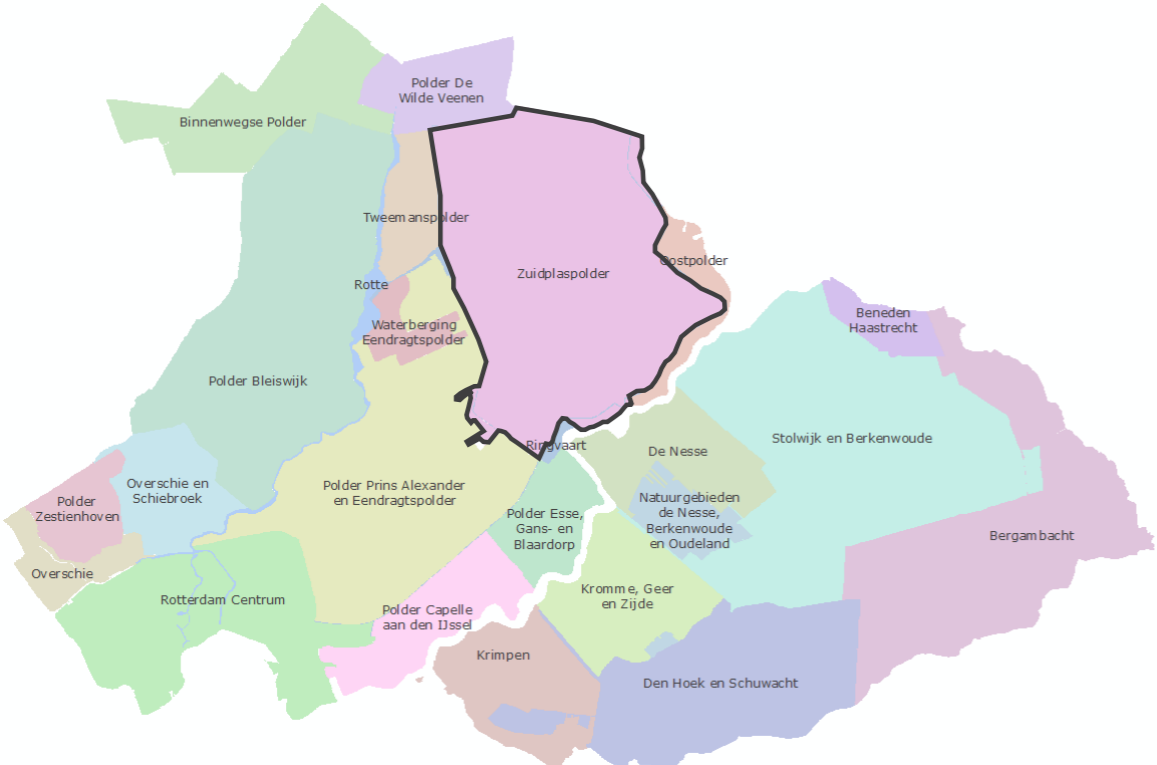 Polder De
Wilde Veenen
Binnenwegse Polder
Tweemanspolder
Oostpolder
Zuidplaspolder
Rotte
Beneden
Haastrecht
Waterberging
Eendragtspolder
Polder Bleiswijk
Stolwijk en Berkenwoude
Ringvaart
De Nesse
Overschie en
Schiebroek
Polder Prins Alexander
en Eendragtspolder
Polder
Zestienhoven
Natuurgebieden
de Nesse,
Berkenwoude
en Oudeland
Polder Esse,
Gans- en
Blaardorp
Bergambacht
Overschie
Rotterdam Centrum
Kromme, Geer
en Zijde
Polder Capelle
aan den IJssel
Krimpen
Den Hoek en Schuwacht